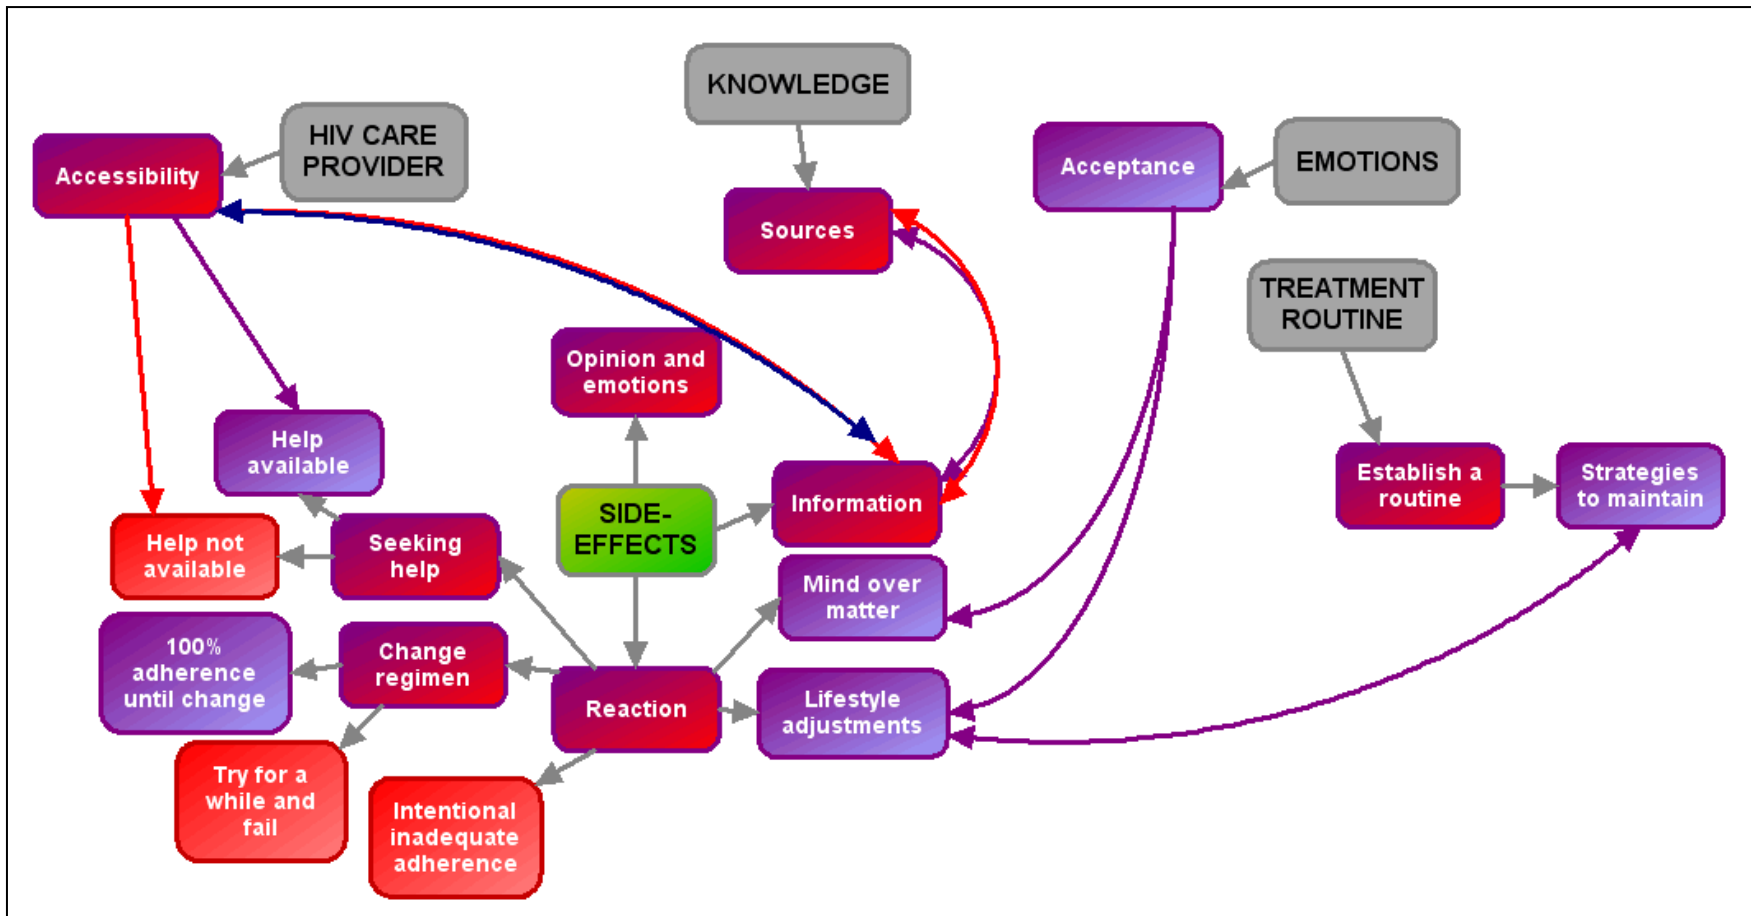 KNOWLEDGE
HIV CARE
PROVIDER
Accessibility
Acceptance
EMOTIONS
Sources
TREATMENT
ROUTINE
Opinion and
emotions
Help
available
Establish a
routine
Strategies
to maintain
Information
SIDE-
EFFECTS
Help not
available
Seeking
help
Mind over
matter
100%
adherence
until change
Change
regimen
Reaction
Lifestyle
adjustments
Try for a
while and
fail
Intentional
inadequate
adherence